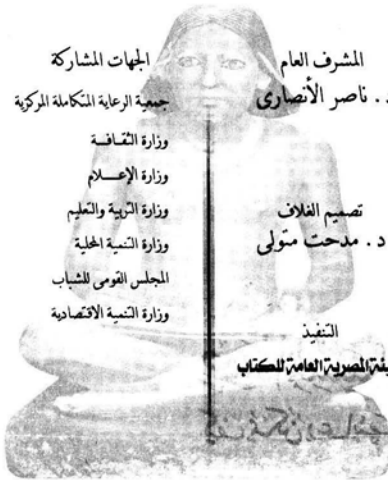 المشرف العام
د. ناصر الأنصارى
تصميم الغلاف
د. مدحت متولى
التنفيذ
المصرية العامة للكتاب
الجهات المشاركة
جمعية الرعاية المتكاملة المركزية
وزارة الثقافة
وزارة الإعلام
وزارة التربية والتعليم
وزارة التنمية المحلية
المجلس القومى للشباب
وزارة التنمية الاقتصادية